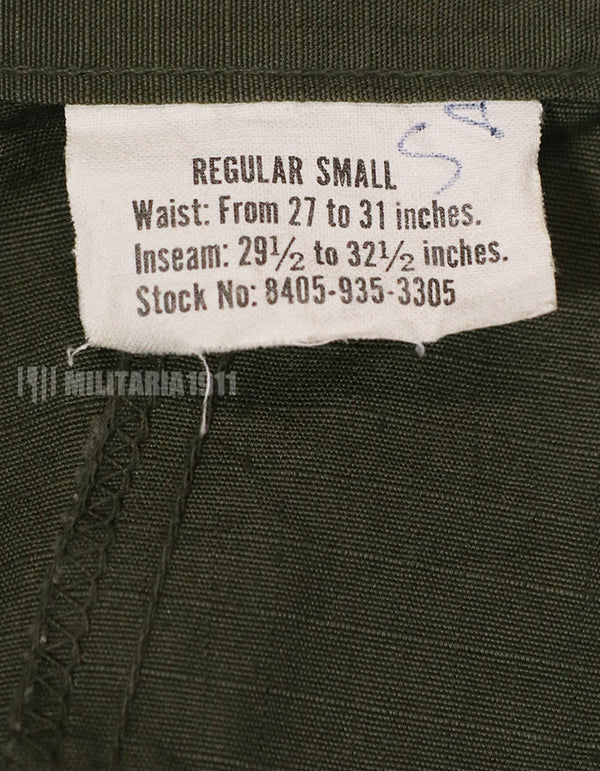 REGULAR SMALL
Waist: From 27 to 31 inches.
Inseam: 29½ to 32½ inches.
Stock No: 8405-935-3305
MILITARIA1911